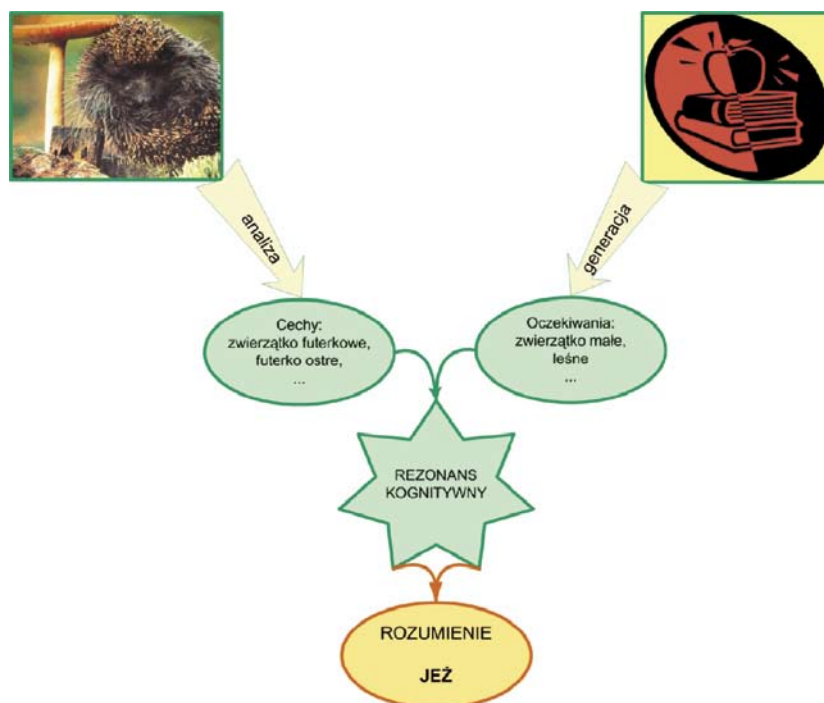 analiza
generacja
Cechy:
zwierzątko futerkowe,
futerko ostre,
...
Oczekiwania:
zwierzątko małe,
leśne
...
REZONANS
KOGNITYWNY
ROZUMIENIE
JEŻ